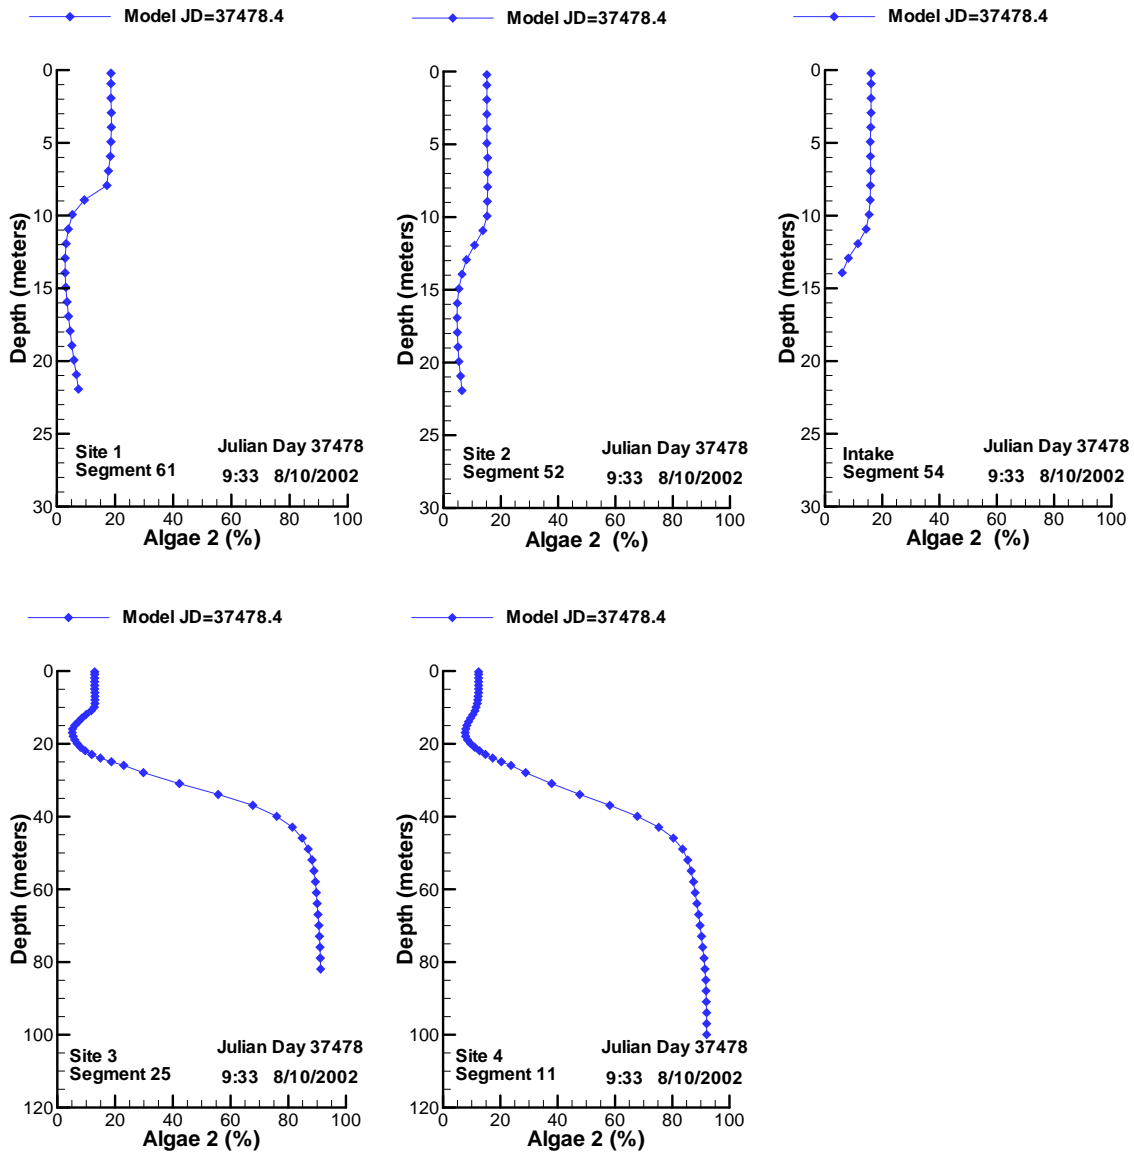 Model JD=37478.4
Model JD=37478.4
Model JD=37478.4
0
5
10
15
20
25
30
Depth (meters)
0 20 40 60 80 100
Algae 2 (%)
Site 1
Segment 61
Julian Day 37478
9:33 8/10/2002
0
5
10
15
20
25
30
Depth (meters)
0 20 40 60 80 100
Algae 2 (%)
Site 2
Segment 52
Julian Day 37478
9:33 8/10/2002
0
5
10
15
20
25
30
Depth (meters)
0 20 40 60 80 100
Algae 2 (%)
Intake
Segment 54
Julian Day 37478
9:33 8/10/2002
Model JD=37478.4
Model JD=37478.4
0
20
40
60
80
100
120
Depth (meters)
0 20 40 60 80 100
Algae 2 (%)
Site 3
Segment 25
Julian Day 37478
9:33 8/10/2002
0
20
40
60
80
100
120
Depth (meters)
0 20 40 60 80 100
Algae 2 (%)
Site 4
Segment 11
Julian Day 37478
9:33 8/10/2002